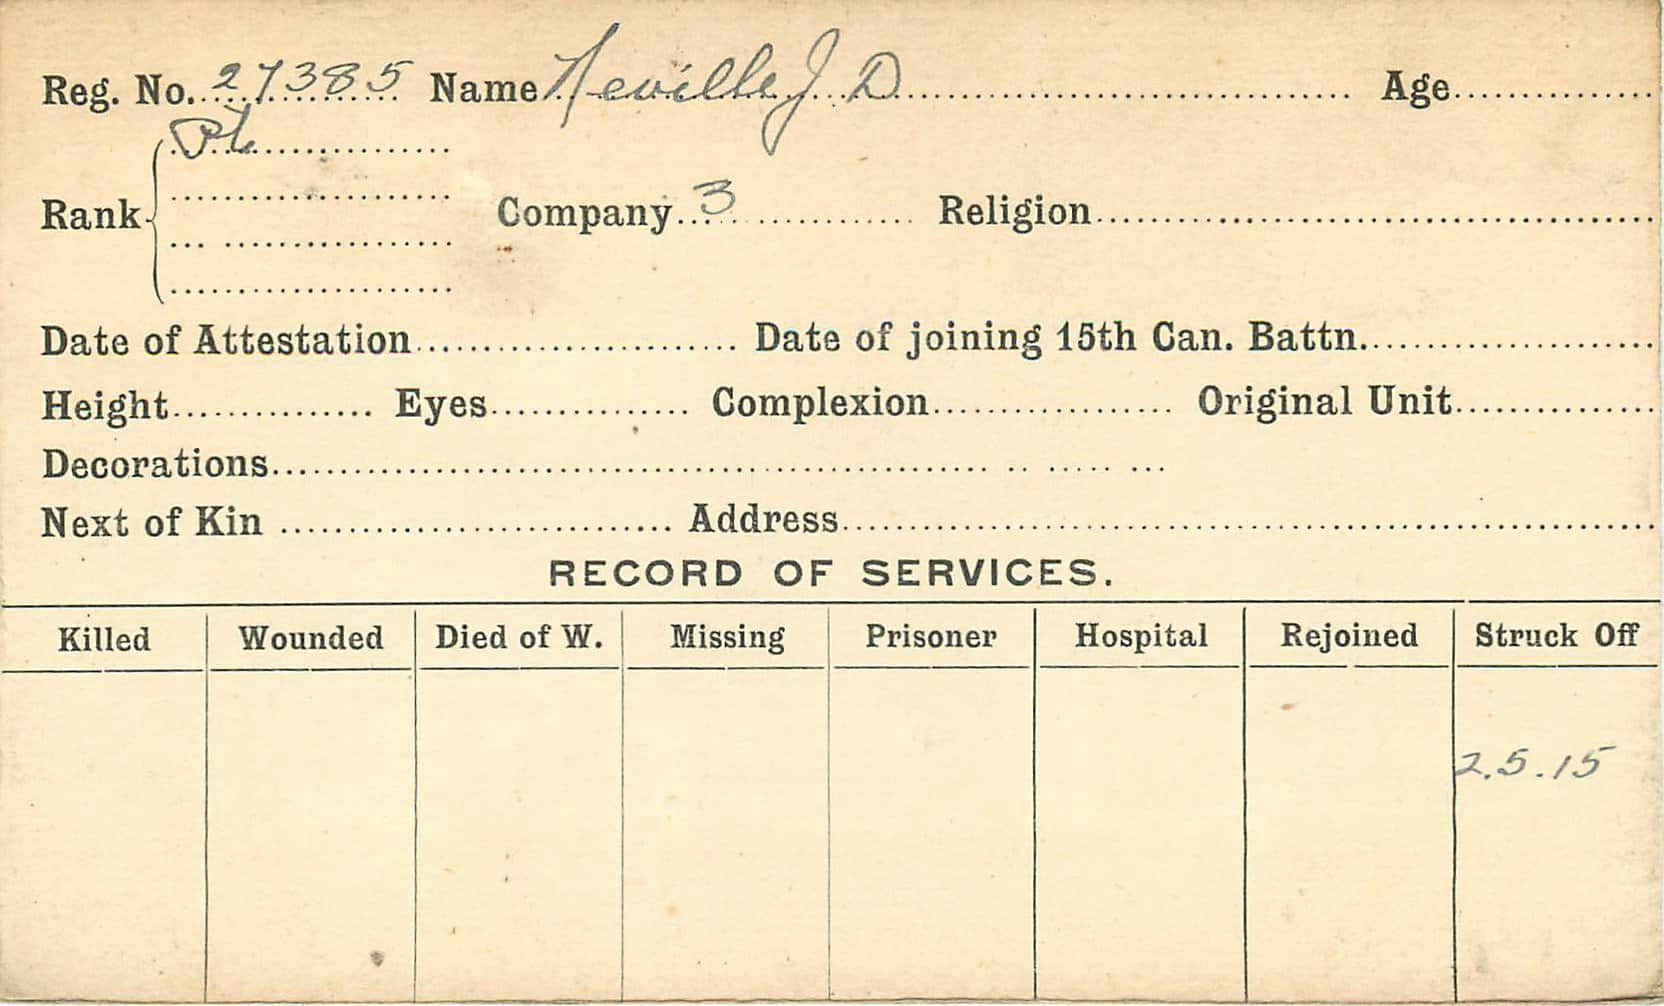 Reg. No. 27385 Name Neville J. D. Age
Pte
Rank Company 3 Religion
Date of Attestation Date of joining 15th Can. Battn.
Height Eyes Complexion Original Unit
Decorations
Next of Kin Address
RECORD OF SERVICES.
Killed Wounded Died of W. Missing Prisoner Hospital Rejoined Struck Off
2.5.15